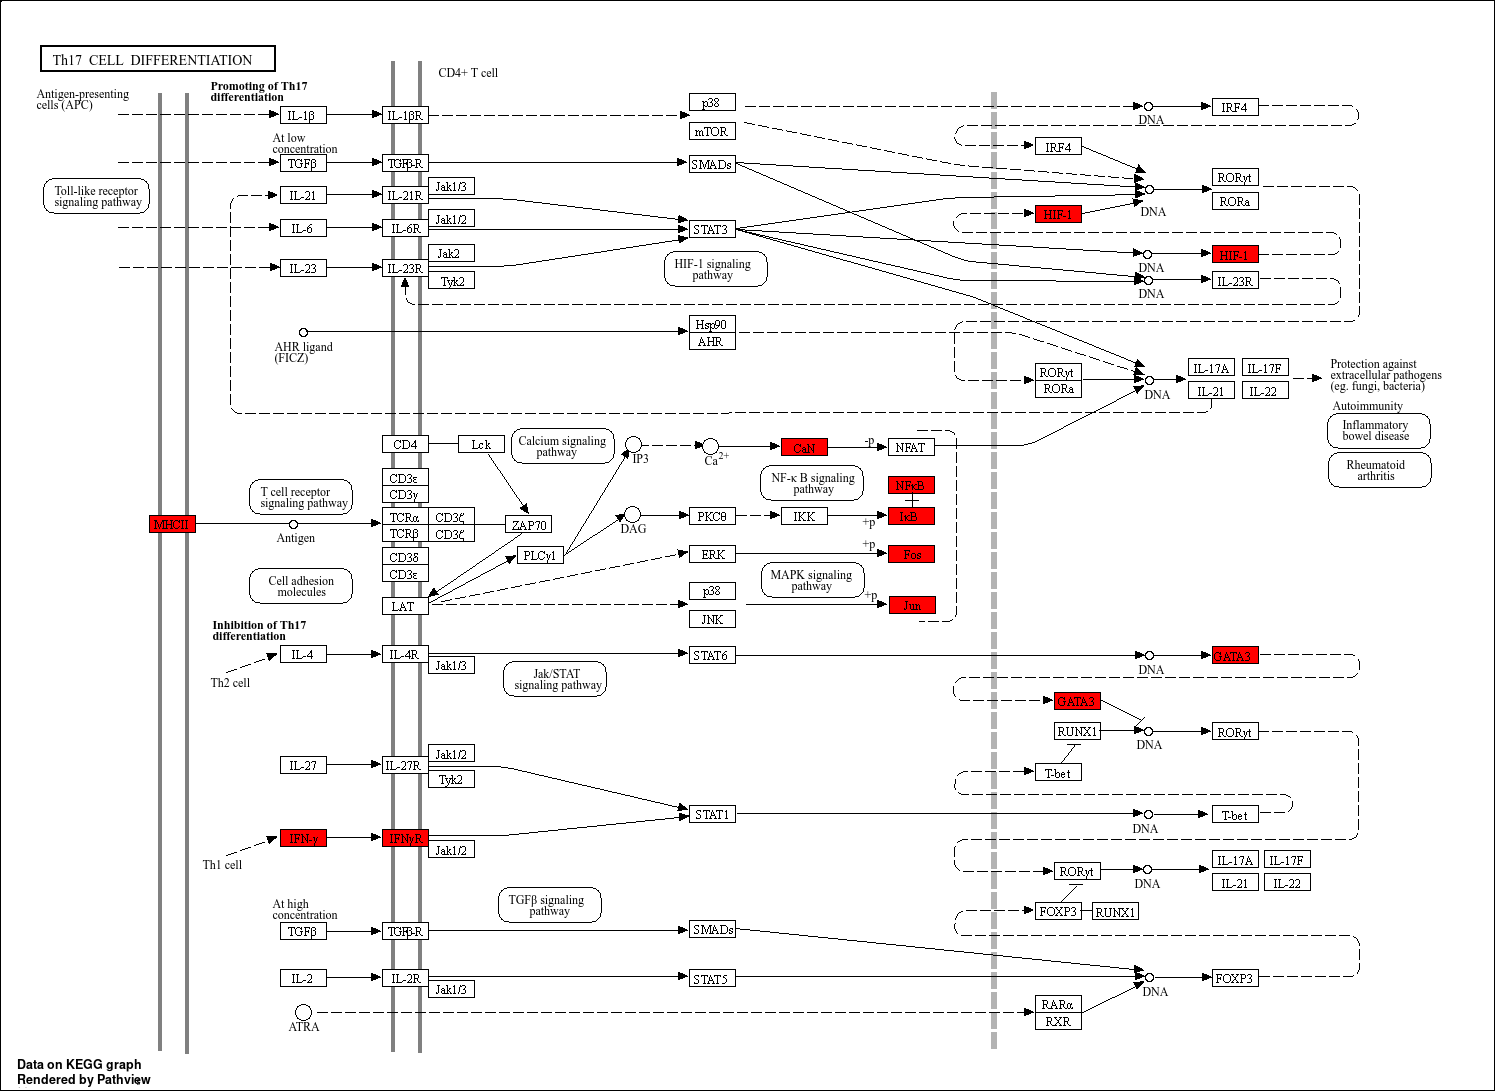 Th17 CELL DIFFERENTIATION
CD4+ T cell
Antigen-presenting
cells (APC)
Promoting of Th17
differentiation
IL-1β
IL-1βR
p38
mTOR
DNA
IRF4
IRF4
At low
concentration
TGFβ
TGFβ-R
SMADs
Toll-like receptor
signaling pathway
IL-21
IL-21R
Jak1/3
RORγt
RORa
DNA
HIF-1
IL-6
IL-6R
Jak1/2
STAT3
IL-23
IL-23R
Jak2
Tyk2
HIF-1 signaling
pathway
DNA
HIF-1
DNA
IL-23R
AHR ligand
(FICZ)
Hsp90
AHR
RORγt
RORa
DNA
IL-17A
IL-17F
IL-21
IL-22
Protection against
extracellular pathogens
(eg. fungi, bacteria)
Autoimmunity
Inflammatory
bowel disease
Rheumatoid
arthritis
CD4
Lck
Calcium signaling
pathway
IP3
Ca2+
CaN
-p
NFAT
CD3ε
CD3γ
T cell receptor
signaling pathway
NF-κ B signaling
pathway
NFκB
MHCII
Antigen
TCRα
CD3ζ
TCRβ
CD3ζ
ZAP70
DAG
PKCθ
IKK
+p
IκB
CD3δ
CD3ε
PLCγ1
ERK
+p
Fos
Cell adhesion
molecules
LAT
p38
JNK
MAPK signaling
pathway
+p
Jun
Inhibition of Th17
differentiation
Th2 cell
IL-4
IL-4R
Jak1/3
Jak/STAT
signaling pathway
STAT6
DNA
GATA3
GATA3
RUNX1
DNA
RORγt
T-bet
IL-27
IL-27R
Jak1/2
Tyk2
STAT1
DNA
T-bet
Th1 cell
IFN-γ
IFNγR
Jak1/2
RORγt
DNA
IL-17A
IL-17F
IL-21
IL-22
At high
concentration
TGFβ
TGFβ-R
TGFβ signaling
pathway
SMADs
FOXP3
RUNX1
IL-2
IL-2R
Jak1/3
STAT5
DNA
FOXP3
ATRA
RARα
RXR
Data on KEGG graph
Rendered by Pathview